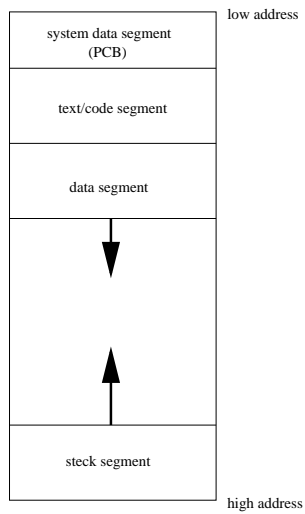 low address
system data segment
(PCB)
text/code segment
data segment
steck segment
high address